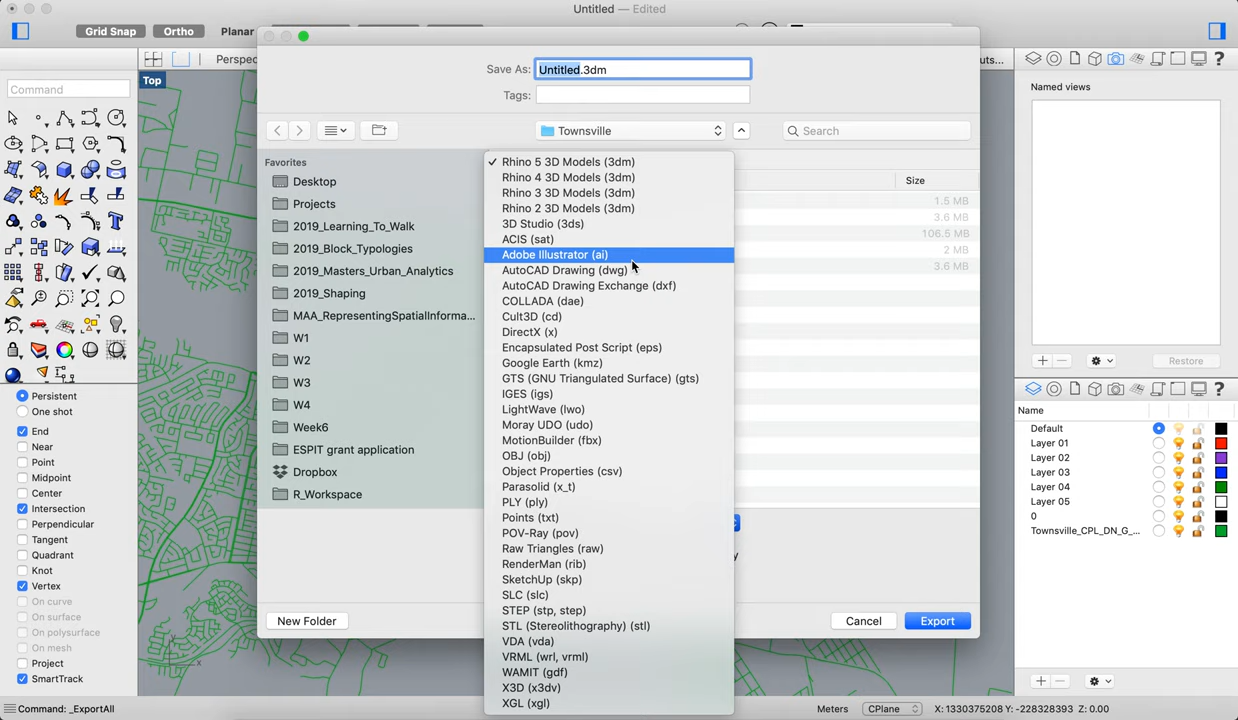 Untitled — Edited
Grid Snap
Ortho
Planar
Save As:
Untitled.3dm
Tags:
Perspec
uts...
Top
Command
Townsville
Search
Named views
Favorites
Desktop
Projects
2019_Learning_To_Walk
2019_Block_Typologies
2019_Masters_Urban_Analytics
2019_Shaping
MAA_RepresentingSpatialInforma...
W1
W2
W3
W4
Week6
ESPIT grant application
Dropbox
R_Workspace
Rhino 5 3D Models (3dm)
Rhino 4 3D Models (3dm)
Rhino 3 3D Models (3dm)
Rhino 2 3D Models (3dm)
3D Studio (3ds)
ACIS (sat)
Adobe Illustrator (ai)
AutoCAD Drawing (dwg)
AutoCAD Drawing Exchange (dxf)
COLLADA (dae)
Cult3D (cd)
DirectX (x)
Encapsulated Post Script (eps)
Google Earth (kmz)
GTS (GNU Triangulated Surface) (gts)
IGES (igs)
LightWave (lwo)
Moray UDO (udo)
MotionBuilder (fbx)
OBJ (obj)
Object Properties (csv)
Parasolid (x_t)
PLY (ply)
Points (txt)
POV-Ray (pov)
Raw Triangles (raw)
RenderMan (rib)
SketchUp (skp)
SLC (slc)
STEP (stp, step)
STL (Stereolithography) (stl)
VDA (vda)
VRML (wrl, vrml)
WAMIT (gdf)
X3D (x3dv)
XGL (xgl)
Size
1.5 MB
3.6 MB
106.5 MB
2 MB
3.6 MB
y
New Folder
Cancel
Export
Restore
Name
Default
Layer 01
Layer 02
Layer 03
Layer 04
Layer 05
0
Townsville_CPL_DN_G_...
Persistent
One shot
End
Near
Point
Midpoint
Center
Intersection
Perpendicular
Tangent
Quadrant
Knot
Vertex
On curve
On surface
On polysurface
On mesh
Project
SmartTrack
y
x
Command: _ExportAll
Meters
CPlane
X: 1330375208 Y: -228328393 Z: 0.00